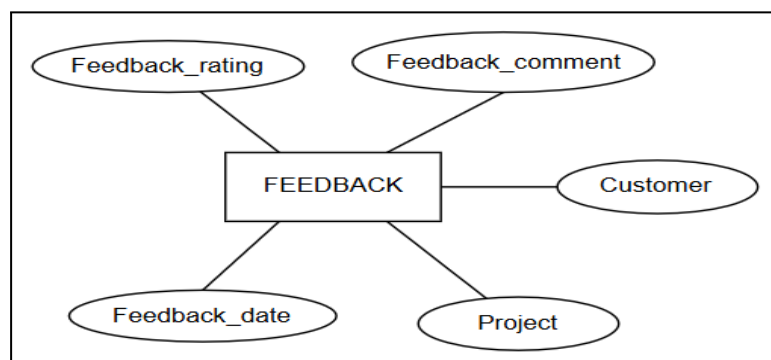 Feedback_rating
Feedback_comment
FEEDBACK
Customer
Feedback_date
Project